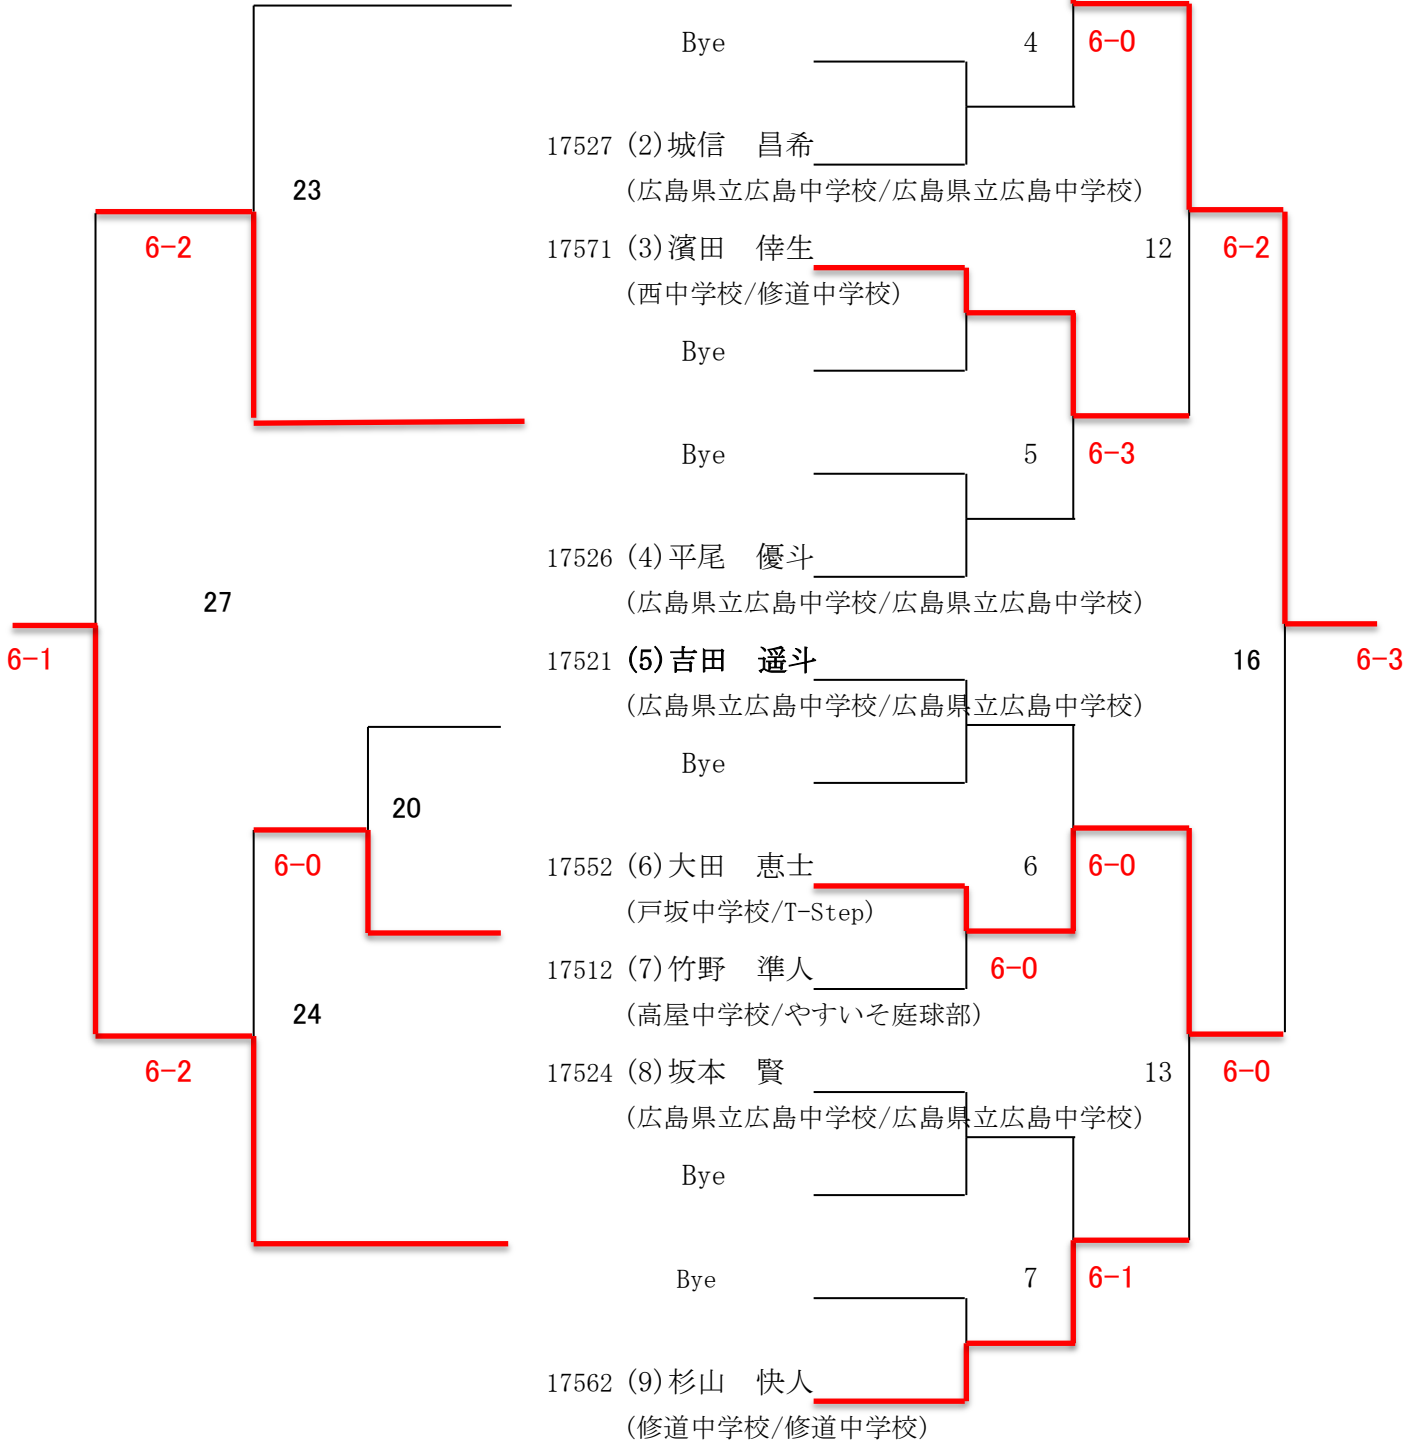 Bye 4 6-0
17527 (2)城信 昌希
23 (広島県立広島中学校/広島県立広島中学校)
6-2 17571 (3)濱田 倖生 12 6-2
(西中学校/修道中学校)
Bye
Bye 5 6-3
17526 (4)平尾 優斗
27 (広島県立広島中学校/広島県立広島中学校)
6-1 17521 (5)吉田 遥斗 16 6-3
(広島県立広島中学校/広島県立広島中学校)
Bye
20
6-0 17552 (6)大田 恵士 6 6-0
(戸坂中学校/T-Step)
17512 (7)竹野 準人 6-0
24 (高屋中学校/やすいそ庭球部)
6-2 17524 (8)坂本 賢 13 6-0
(広島県立広島中学校/広島県立広島中学校)
Bye
Bye 7 6-1
17562 (9)杉山 快人
(修道中学校/修道中学校)